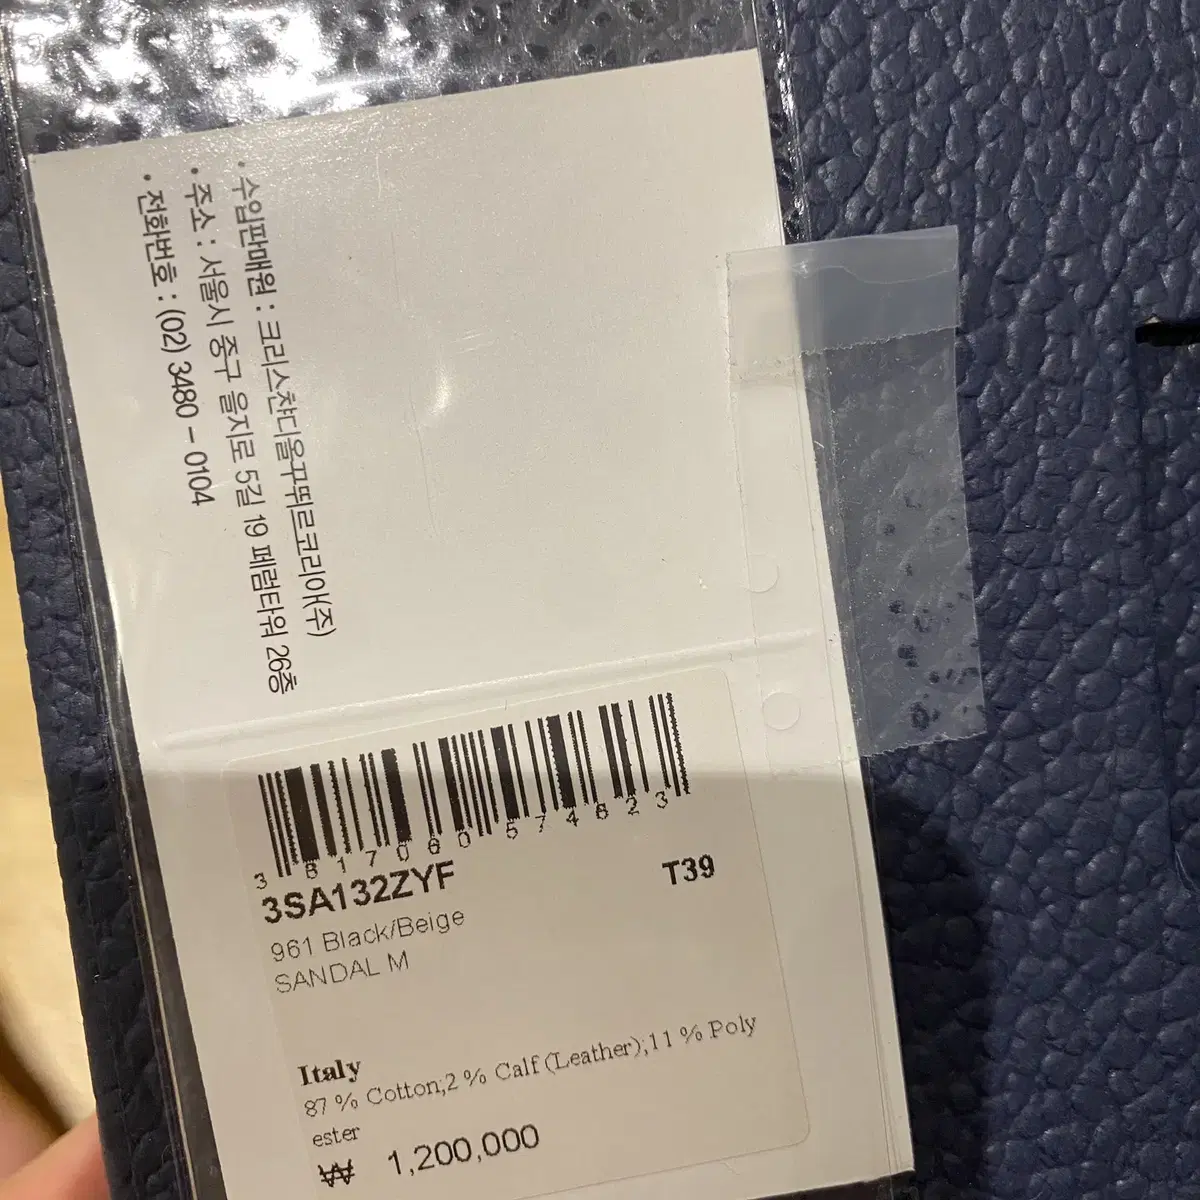 • 수입판매원 : 크리스챤디올꾸뛰르코리아(주)
• 주소 : 서울시 중구 을지로 5길 19 페럼타워 26층
• 전화번호 : (02) 3480 - 0104
3 817060 574823
3SA132ZYF T39
961 Black/Beige
SANDAL M
Italy
87 % Cotton;2 % Calf (Leather);11 % Poly
ester
₩ 1,200,000